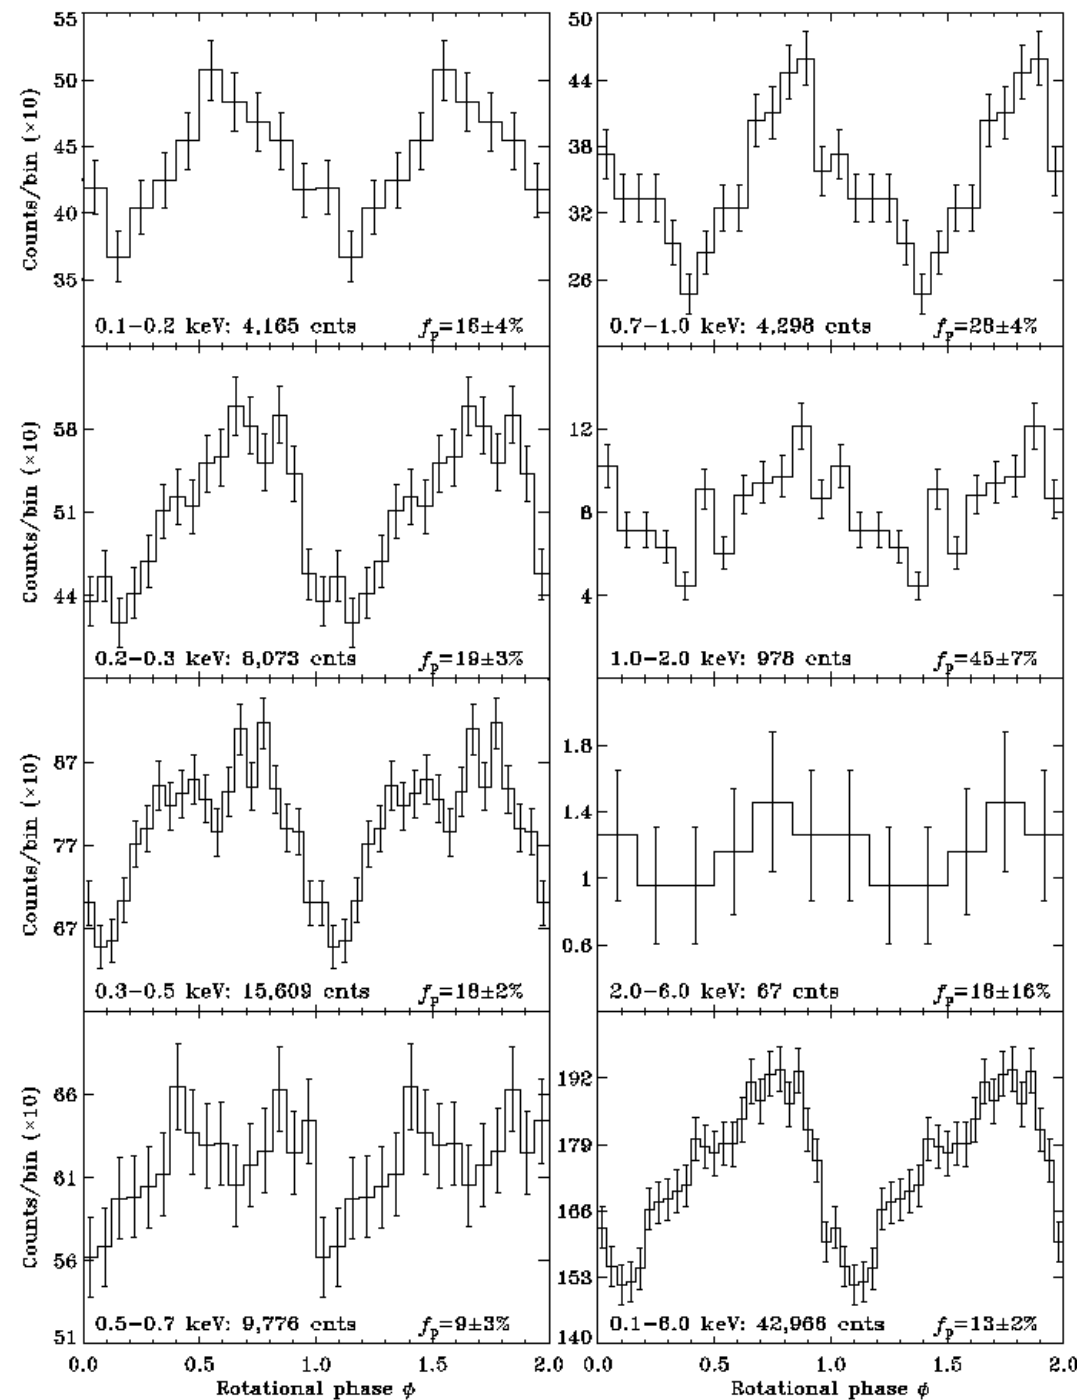 55
50
45
40
35
Counts/bin (×10)
0.1−0.2 keV: 4,165 cnts f_p=16±4%
50
44
38
32
26
0.7−1.0 keV: 4,298 cnts f_p=28±4%
58
51
44
Counts/bin (×10)
0.2−0.3 keV: 8,073 cnts f_p=19±3%
12
8
4
1.0−2.0 keV: 978 cnts f_p=45±7%
87
77
67
Counts/bin (×10)
0.3−0.5 keV: 15,609 cnts f_p=18±2%
1.8
1.4
1
0.6
2.0−6.0 keV: 67 cnts f_p=18±16%
66
61
56
51
Counts/bin (×10)
0.5−0.7 keV: 9,776 cnts f_p=9±3%
192
179
166
153
140
0.1−6.0 keV: 42,966 cnts f_p=13±2%
0.0 0.5 1.0 1.5 2.0
Rotational phase ϕ
0.0 0.5 1.0 1.5 2.0
Rotational phase ϕ